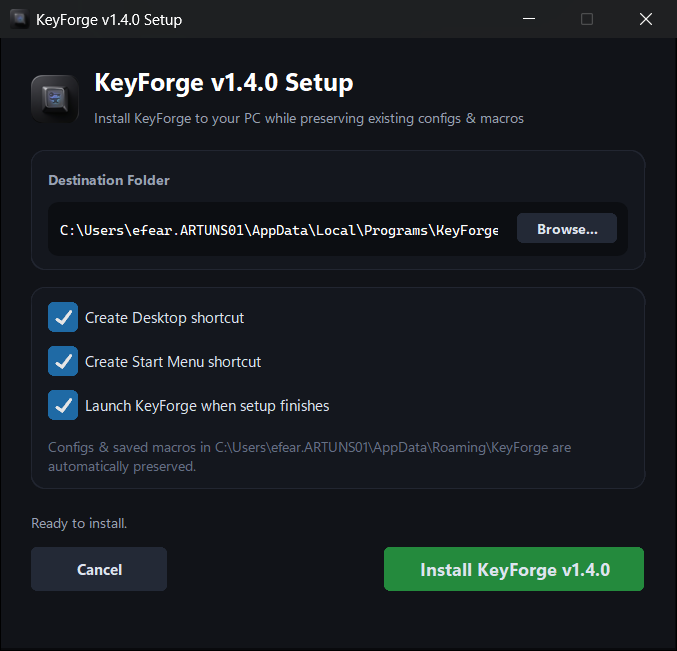 KeyForge v1.4.0 Setup
KeyForge v1.4.0 Setup
Install KeyForge to your PC while preserving existing configs & macros
Destination Folder
C:\Users\efear.ARTUNS01\AppData\Local\Programs\KeyForge
Browse...
Create Desktop shortcut
Create Start Menu shortcut
Launch KeyForge when setup finishes
Configs & saved macros in C:\Users\efear.ARTUNS01\AppData\Roaming\KeyForge are
automatically preserved.
Ready to install.
Cancel
Install KeyForge v1.4.0